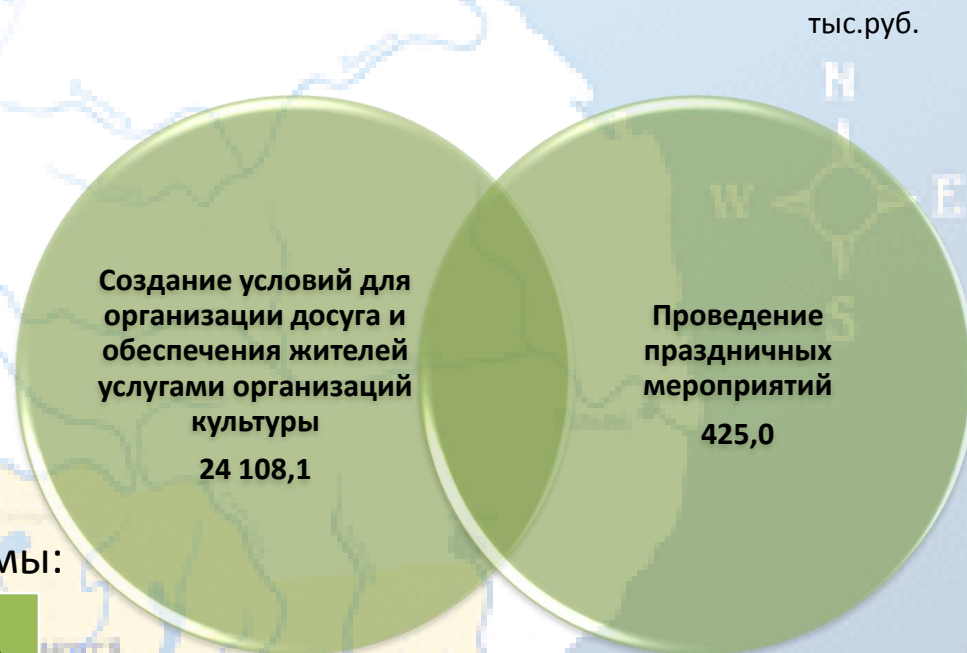 тыс.руб.
N
W E
S
Создание условий для
организации досуга и
обеспечения жителей
услугами организаций
культуры
24 108,1
Проведение
праздничных
мероприятий
425,0
мы: